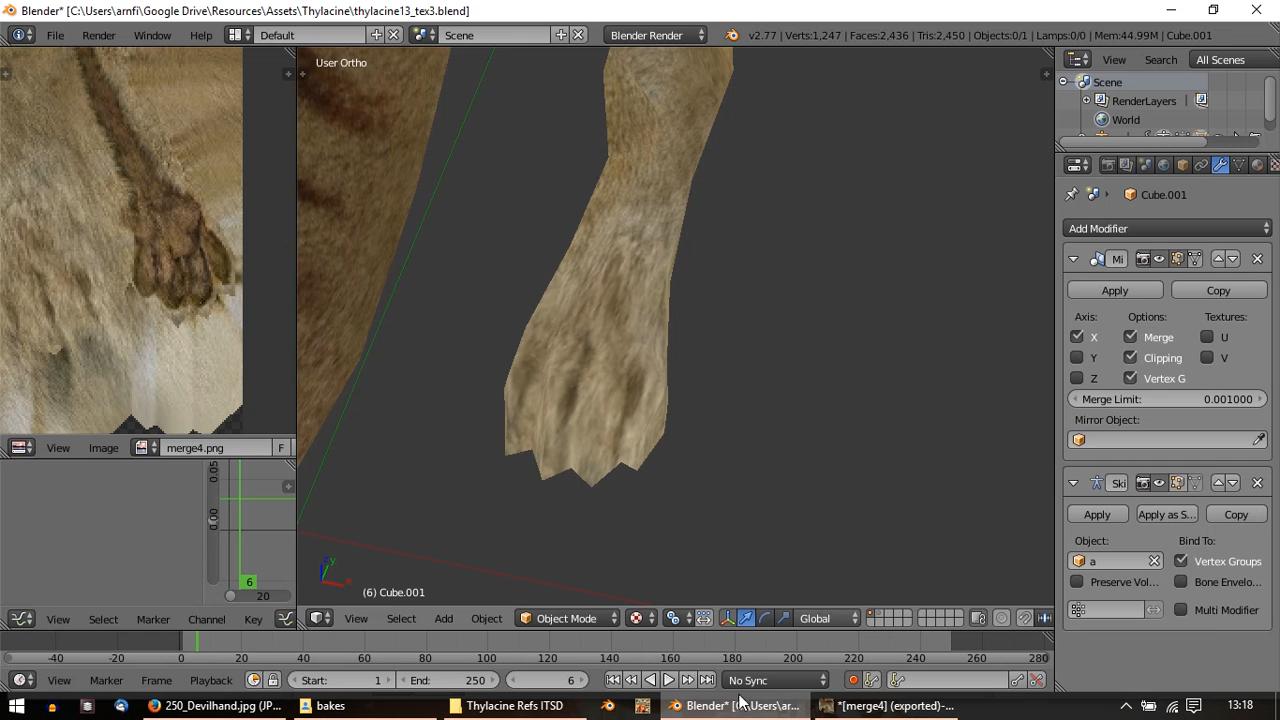 Blender* [C:\Users\arnfi\Google Drive\Resources\Assets\Thylacine\thylacine13_tex3.blend]
File Render Window Help Default Scene Blender Render v2.77 | Verts:1,247 | Faces:2,436 | Tris:2,450 | Objects:0/1 | Lamps:0/0 | Mem:44.99M | Cube.001
User Ortho
View Search All Scenes
Scene
RenderLayers
World
Cube.001
Add Modifier
Mi
Apply Copy
Axis: Options: Textures:
X Merge U
Y Clipping V
Z Vertex G
Merge Limit: 0.001000
Mirror Object:
View Image merge4.png F
Ski
Apply Apply as S... Copy
Object: Bind To:
a Vertex Groups
Preserve Vol... Bone Envelo...
Multi Modifier
0.05
0.00
6
20
(6) Cube.001
View Select Marker Channel Key
View Select Add Object Object Mode Global
-40 -20 0 20 40 60 80 100 120 140 160 180 200 220 240 260 280
View Marker Frame Playback Start: 1 End: 250 6 No Sync
250_Devilhand.jpg (JP... bakes Thylacine Refs ITSD Blender* [C:\Users\ar... *[merge4] (exported)-... 13:18